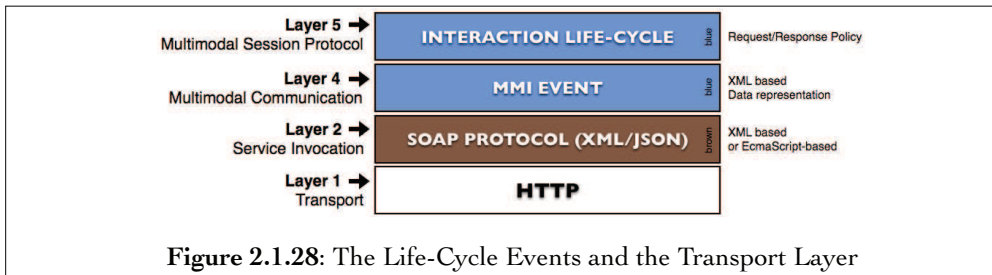 Layer 5 →
Multimodal Session Protocol
INTERACTION LIFE-CYCLE
blue
Request/Response Policy
Layer 4 →
Multimodal Communication
MMI EVENT
blue
XML based
Data representation
Layer 2 →
Service Invocation
SOAP PROTOCOL (XML/JSON)
brown
XML based
or EcmaScript-based
Layer 1 →
Transport
HTTP
Figure 2.1.28: The Life-Cycle Events and the Transport Layer